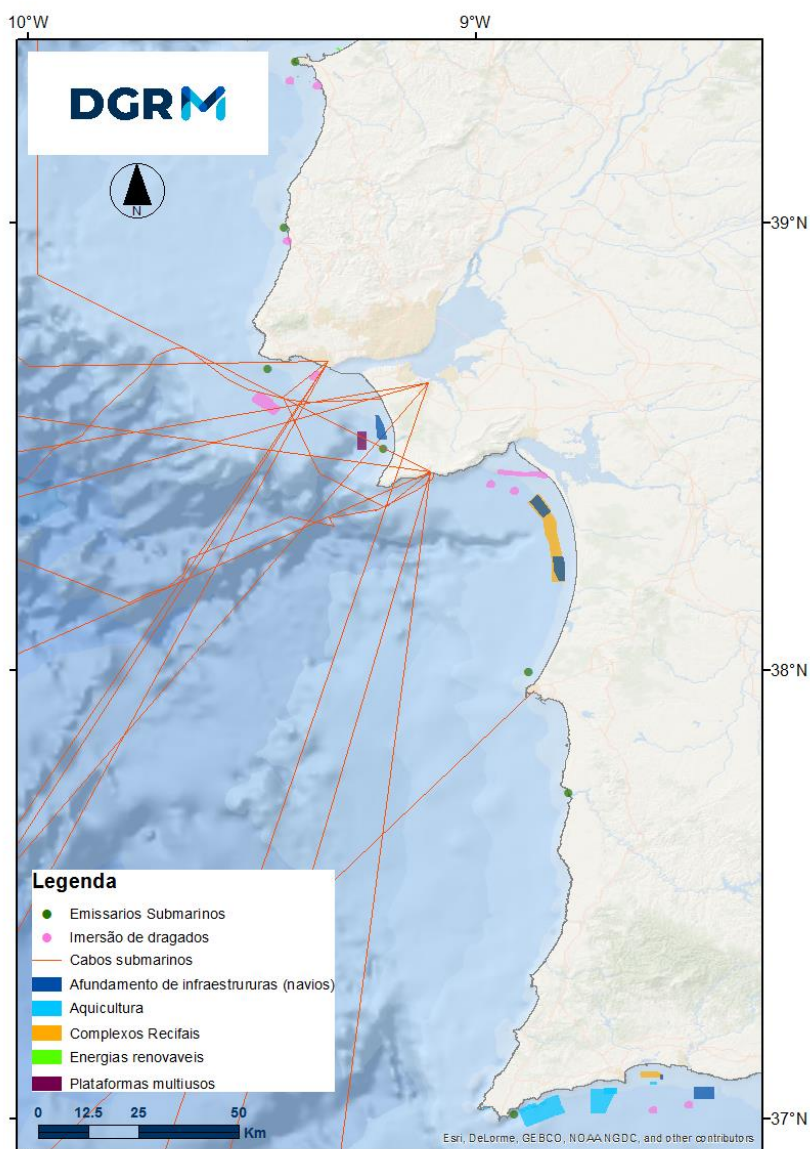 10°W
9°W
DGRM
N
39°N
38°N
Legenda
Emissarios Submarinos
Imersão de dragados
Cabos submarinos
Afundamento de infraestrururas (navios)
Aquicultura
Complexos Recifais
Energias renovaveis
Plataformas multiusos
0 12.5 25 50
Km
37°N
Esri, DeLorme, GEBCO, NOAA NGDC, and other contributors